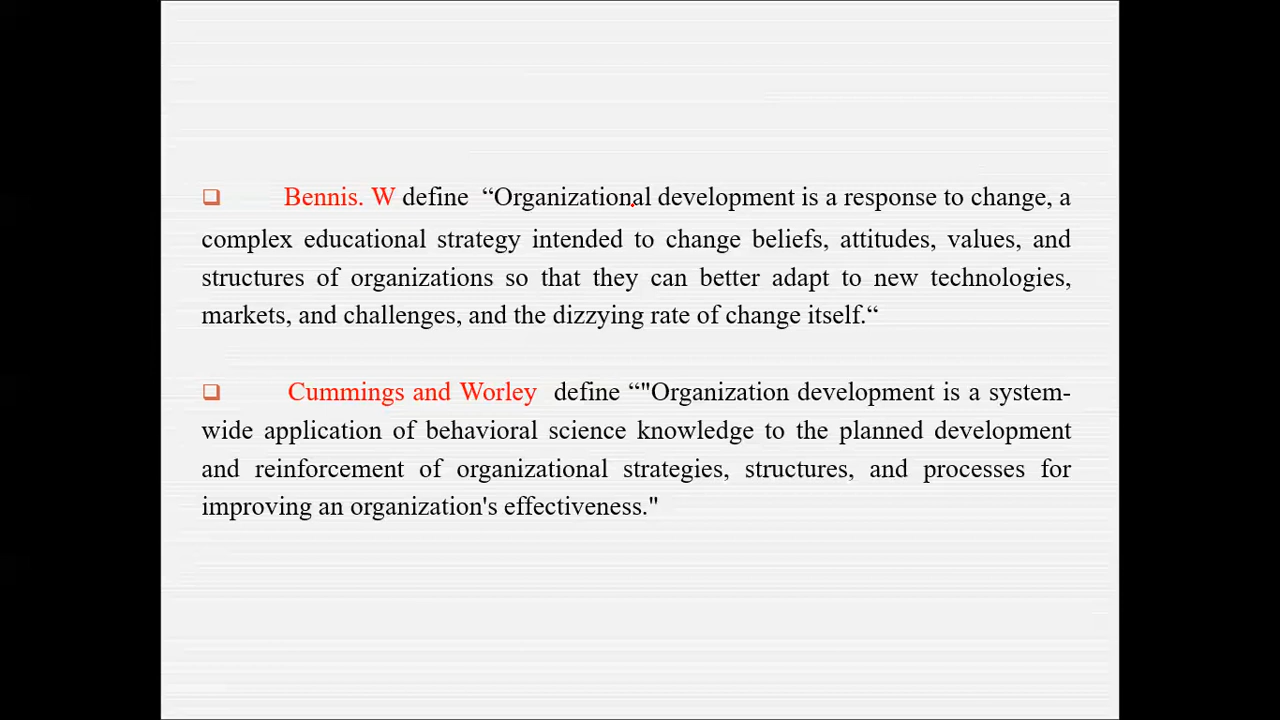 ❑ Bennis. W define “Organizational development is a response to change, a
complex educational strategy intended to change beliefs, attitudes, values, and
structures of organizations so that they can better adapt to new technologies,
markets, and challenges, and the dizzying rate of change itself.“
❑ Cummings and Worley define “"Organization development is a system-
wide application of behavioral science knowledge to the planned development
and reinforcement of organizational strategies, structures, and processes for
improving an organization's effectiveness."